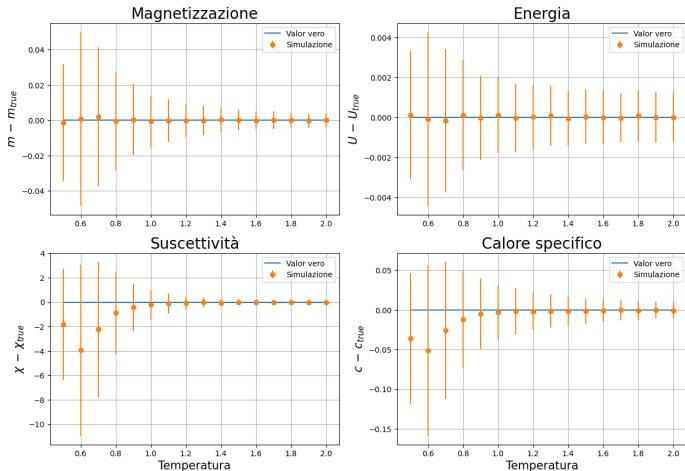 Magnetizzazione
Valor vero
Simulazione
m − m_true
0.04
0.02
0.00
−0.02
−0.04
0.6 0.8 1.0 1.2 1.4 1.6 1.8 2.0
Energia
Valor vero
Simulazione
U − U_true
0.004
0.002
0.000
−0.002
−0.004
0.6 0.8 1.0 1.2 1.4 1.6 1.8 2.0
Suscettività
Valor vero
Simulazione
χ − χ_true
4
2
0
−2
−4
−6
−8
−10
0.6 0.8 1.0 1.2 1.4 1.6 1.8 2.0
Temperatura
Calore specifico
Valor vero
Simulazione
c − c_true
0.05
0.00
−0.05
−0.10
−0.15
0.6 0.8 1.0 1.2 1.4 1.6 1.8 2.0
Temperatura